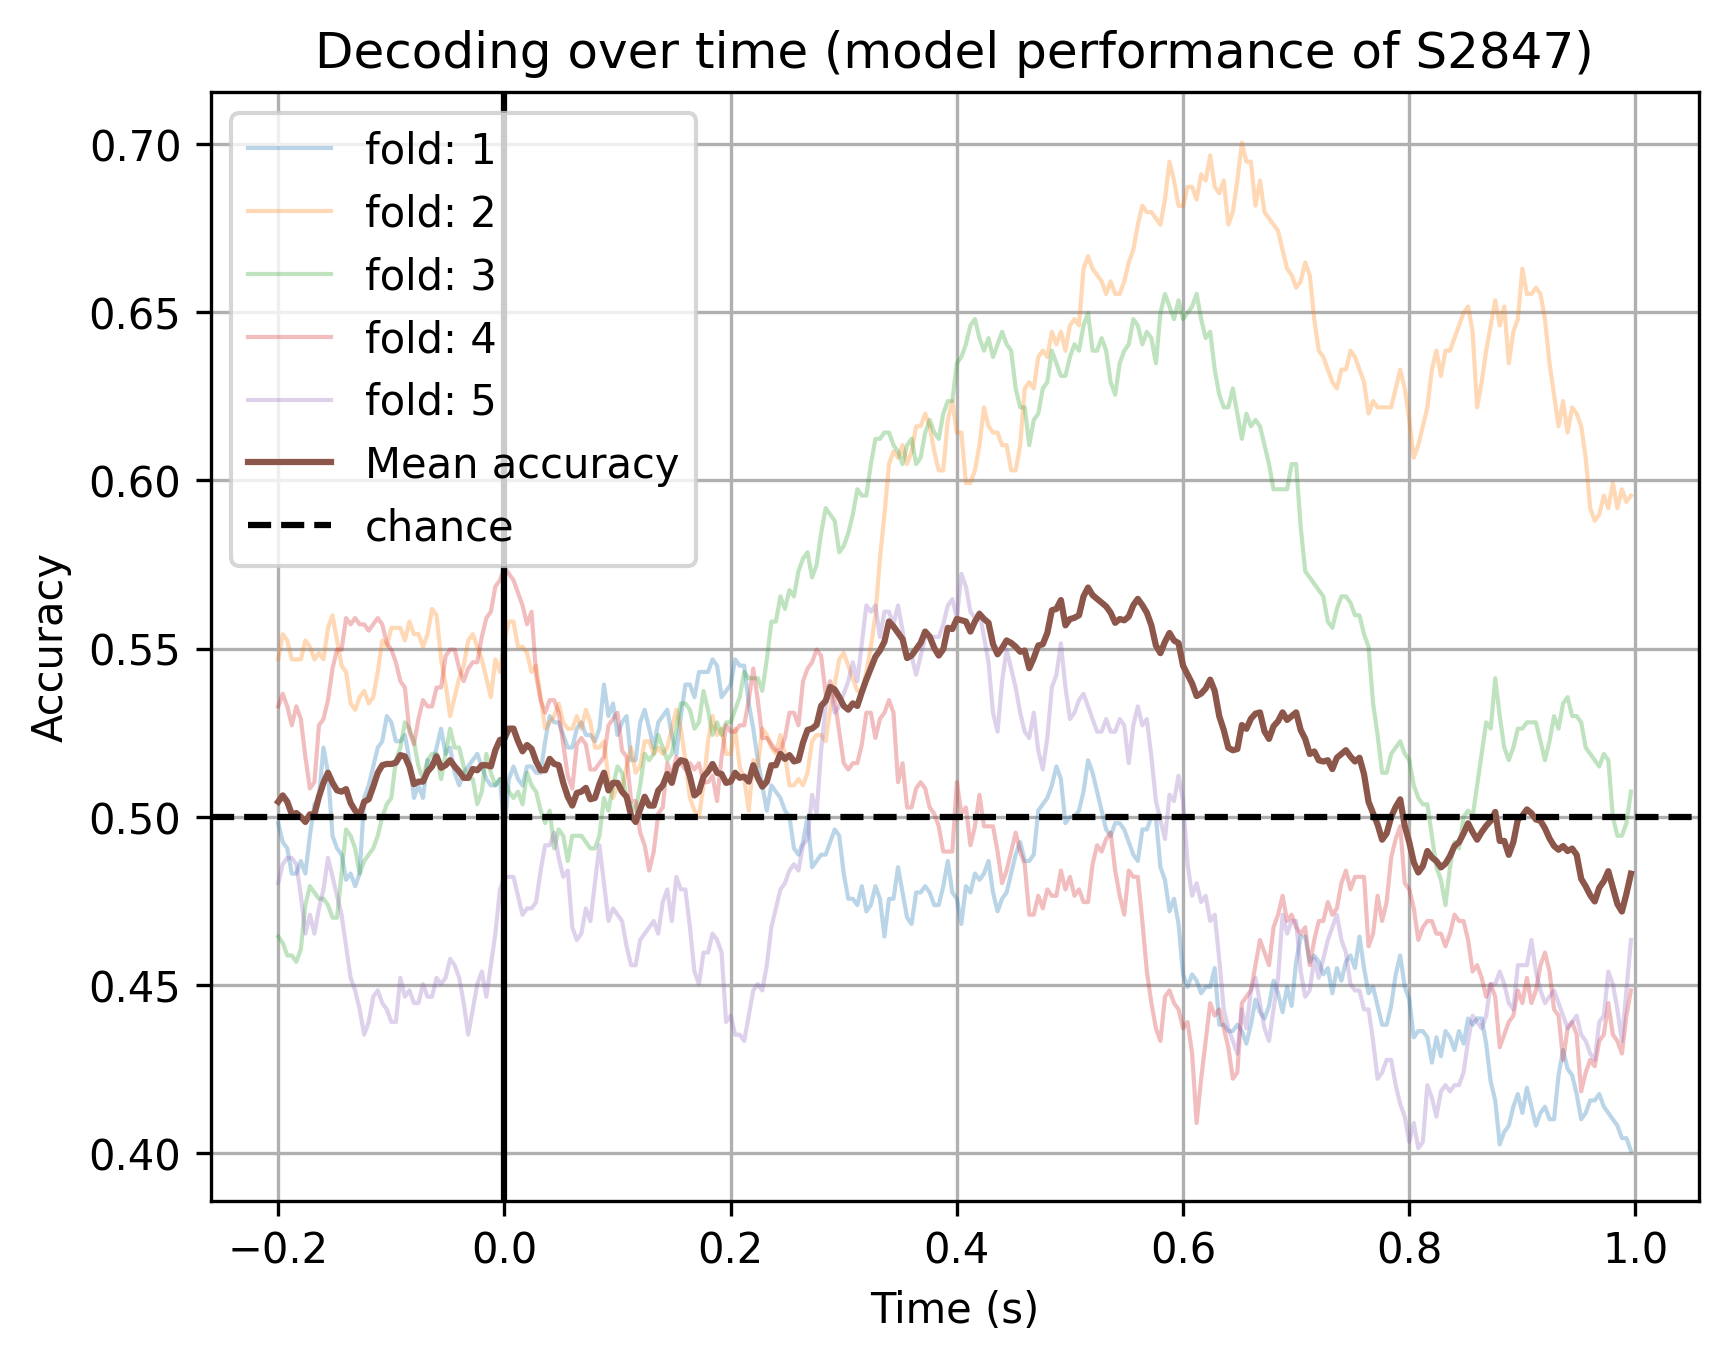 Decoding over time (model performance of S2847)
fold: 1
fold: 2
fold: 3
fold: 4
fold: 5
Mean accuracy
chance
Accuracy
0.70
0.65
0.60
0.55
0.50
0.45
0.40
−0.2 0.0 0.2 0.4 0.6 0.8 1.0
Time (s)